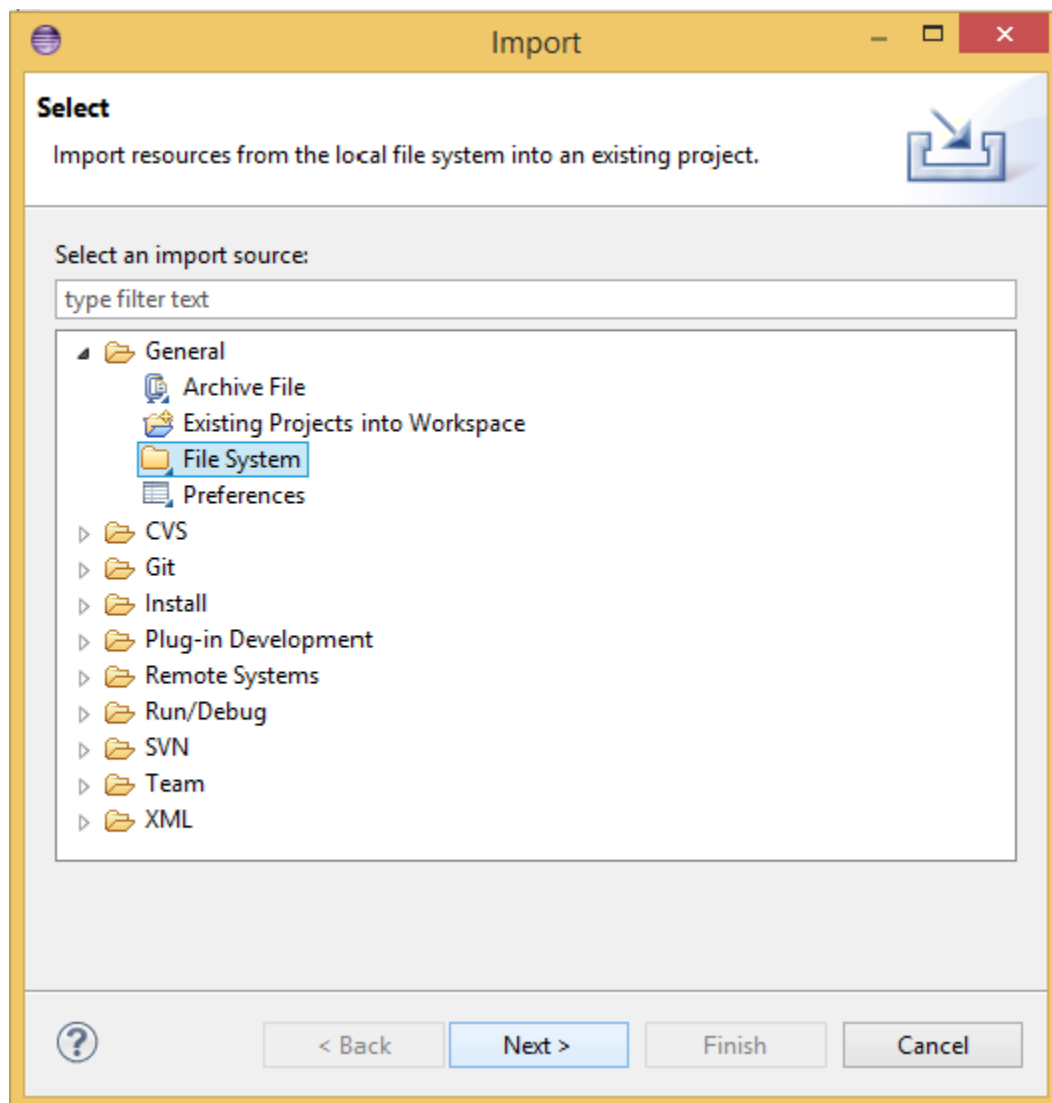 Import
Select
Import resources from the local file system into an existing project.
Select an import source:
type filter text
General
Archive File
Existing Projects into Workspace
File System
Preferences
CVS
Git
Install
Plug-in Development
Remote Systems
Run/Debug
SVN
Team
XML
? < Back Next > Finish Cancel